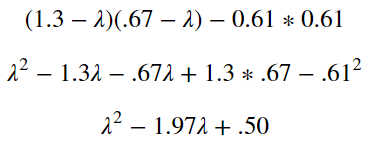 (1.3 − λ)(.67 − λ) − 0.61 ∗ 0.61
λ² − 1.3λ − .67λ + 1.3 ∗ .67 − .61²
λ² − 1.97λ + .50